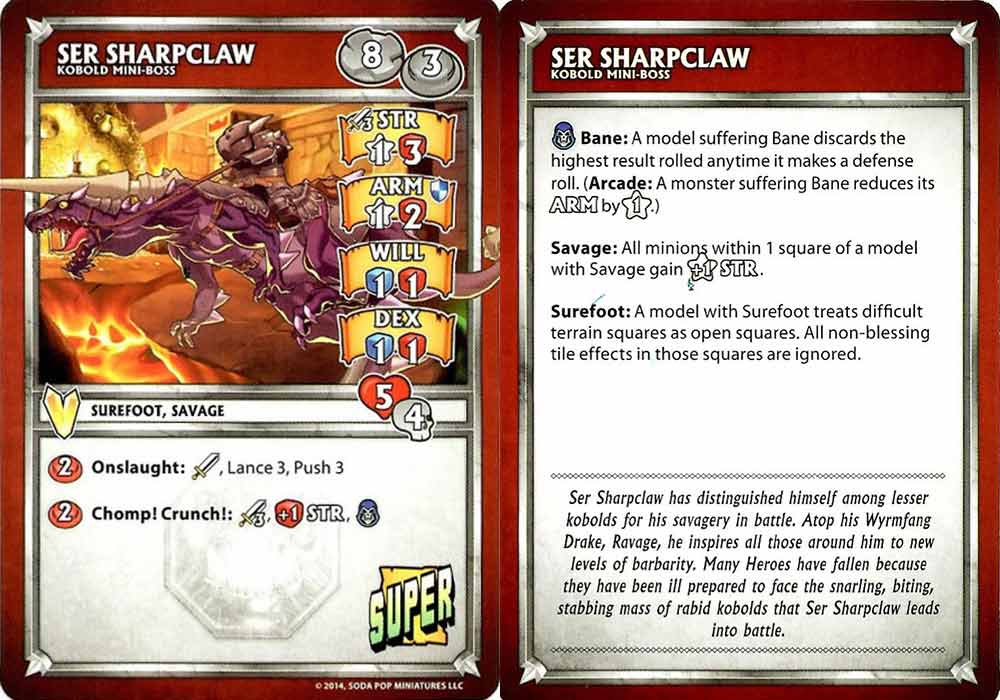 SER SHARPCLAW
KOBOLD MINI-BOSS
8 3
3 STR
1 3
ARM
1 2
WILL
1 1
DEX
1 1
5
4
SUREFOOT, SAVAGE
2 Onslaught: , Lance 3, Push 3
2 Chomp! Crunch!: 3, +1 STR,
SUPER
© 2014, SODA POP MINIATURES LLC
SER SHARPCLAW
KOBOLD MINI-BOSS
Bane: A model suffering Bane discards the
highest result rolled anytime it makes a defense
roll. (Arcade: A monster suffering Bane reduces its
ARM by 1.)
Savage: All minions within 1 square of a model
with Savage gain +1 STR.
Surefoot: A model with Surefoot treats difficult
terrain squares as open squares. All non-blessing
tile effects in those squares are ignored.
Ser Sharpclaw has distinguished himself among lesser
kobolds for his savagery in battle. Atop his Wyrmfang
Drake, Ravage, he inspires all those around him to new
levels of barbarity. Many Heroes have fallen because
they have been ill prepared to face the snarling, biting,
stabbing mass of rabid kobolds that Ser Sharpclaw leads
into battle.